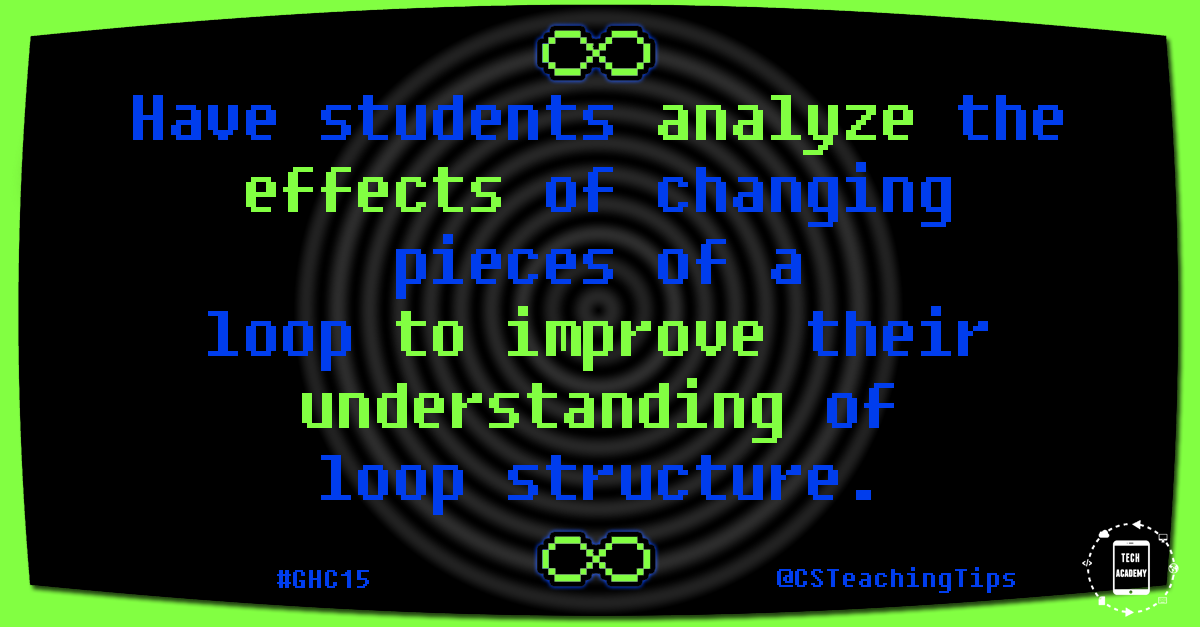 Have students analyze the
effects of changing
pieces of a
loop to improve their
understanding of
loop structure.
#GHC15
@CSTeachingTips
TECH
ACADEMY